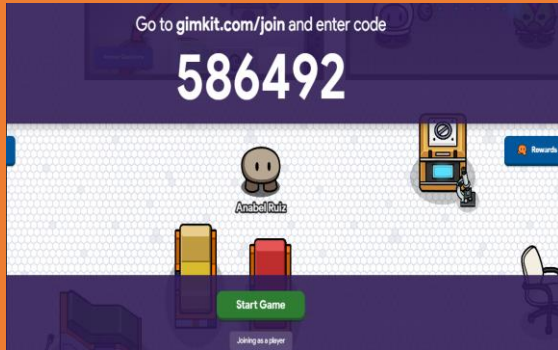 Go to gimkit.com/join and enter code
586492
Rewards
Anabel Ruiz
Start Game
Joining as a player